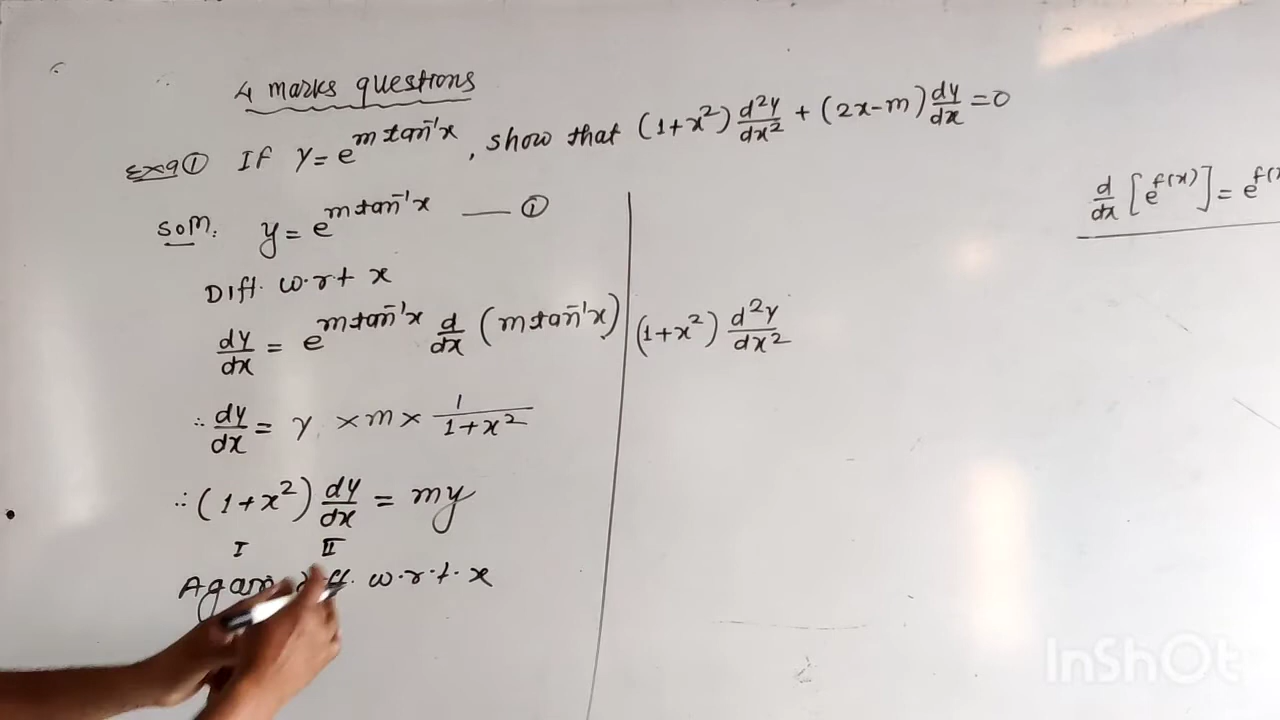 4 marks questions
Ex9① If y = e^{m tan⁻¹x}, show that (1+x²) d²y/dx² + (2x-m) dy/dx = 0
Soln. y = e^{m tan⁻¹x} —— ①
Diff. w.r.t x
dy/dx = e^{m tan⁻¹x} d/dx (m tan⁻¹x)
∴ dy/dx = y × m × 1/(1+x²)
∴ (1+x²) dy/dx = my
I II
Again diff. w.r.t. x
(1+x²) d²y/dx²
d/dx [e^{f(x)}] = e^{f(x
InShOt